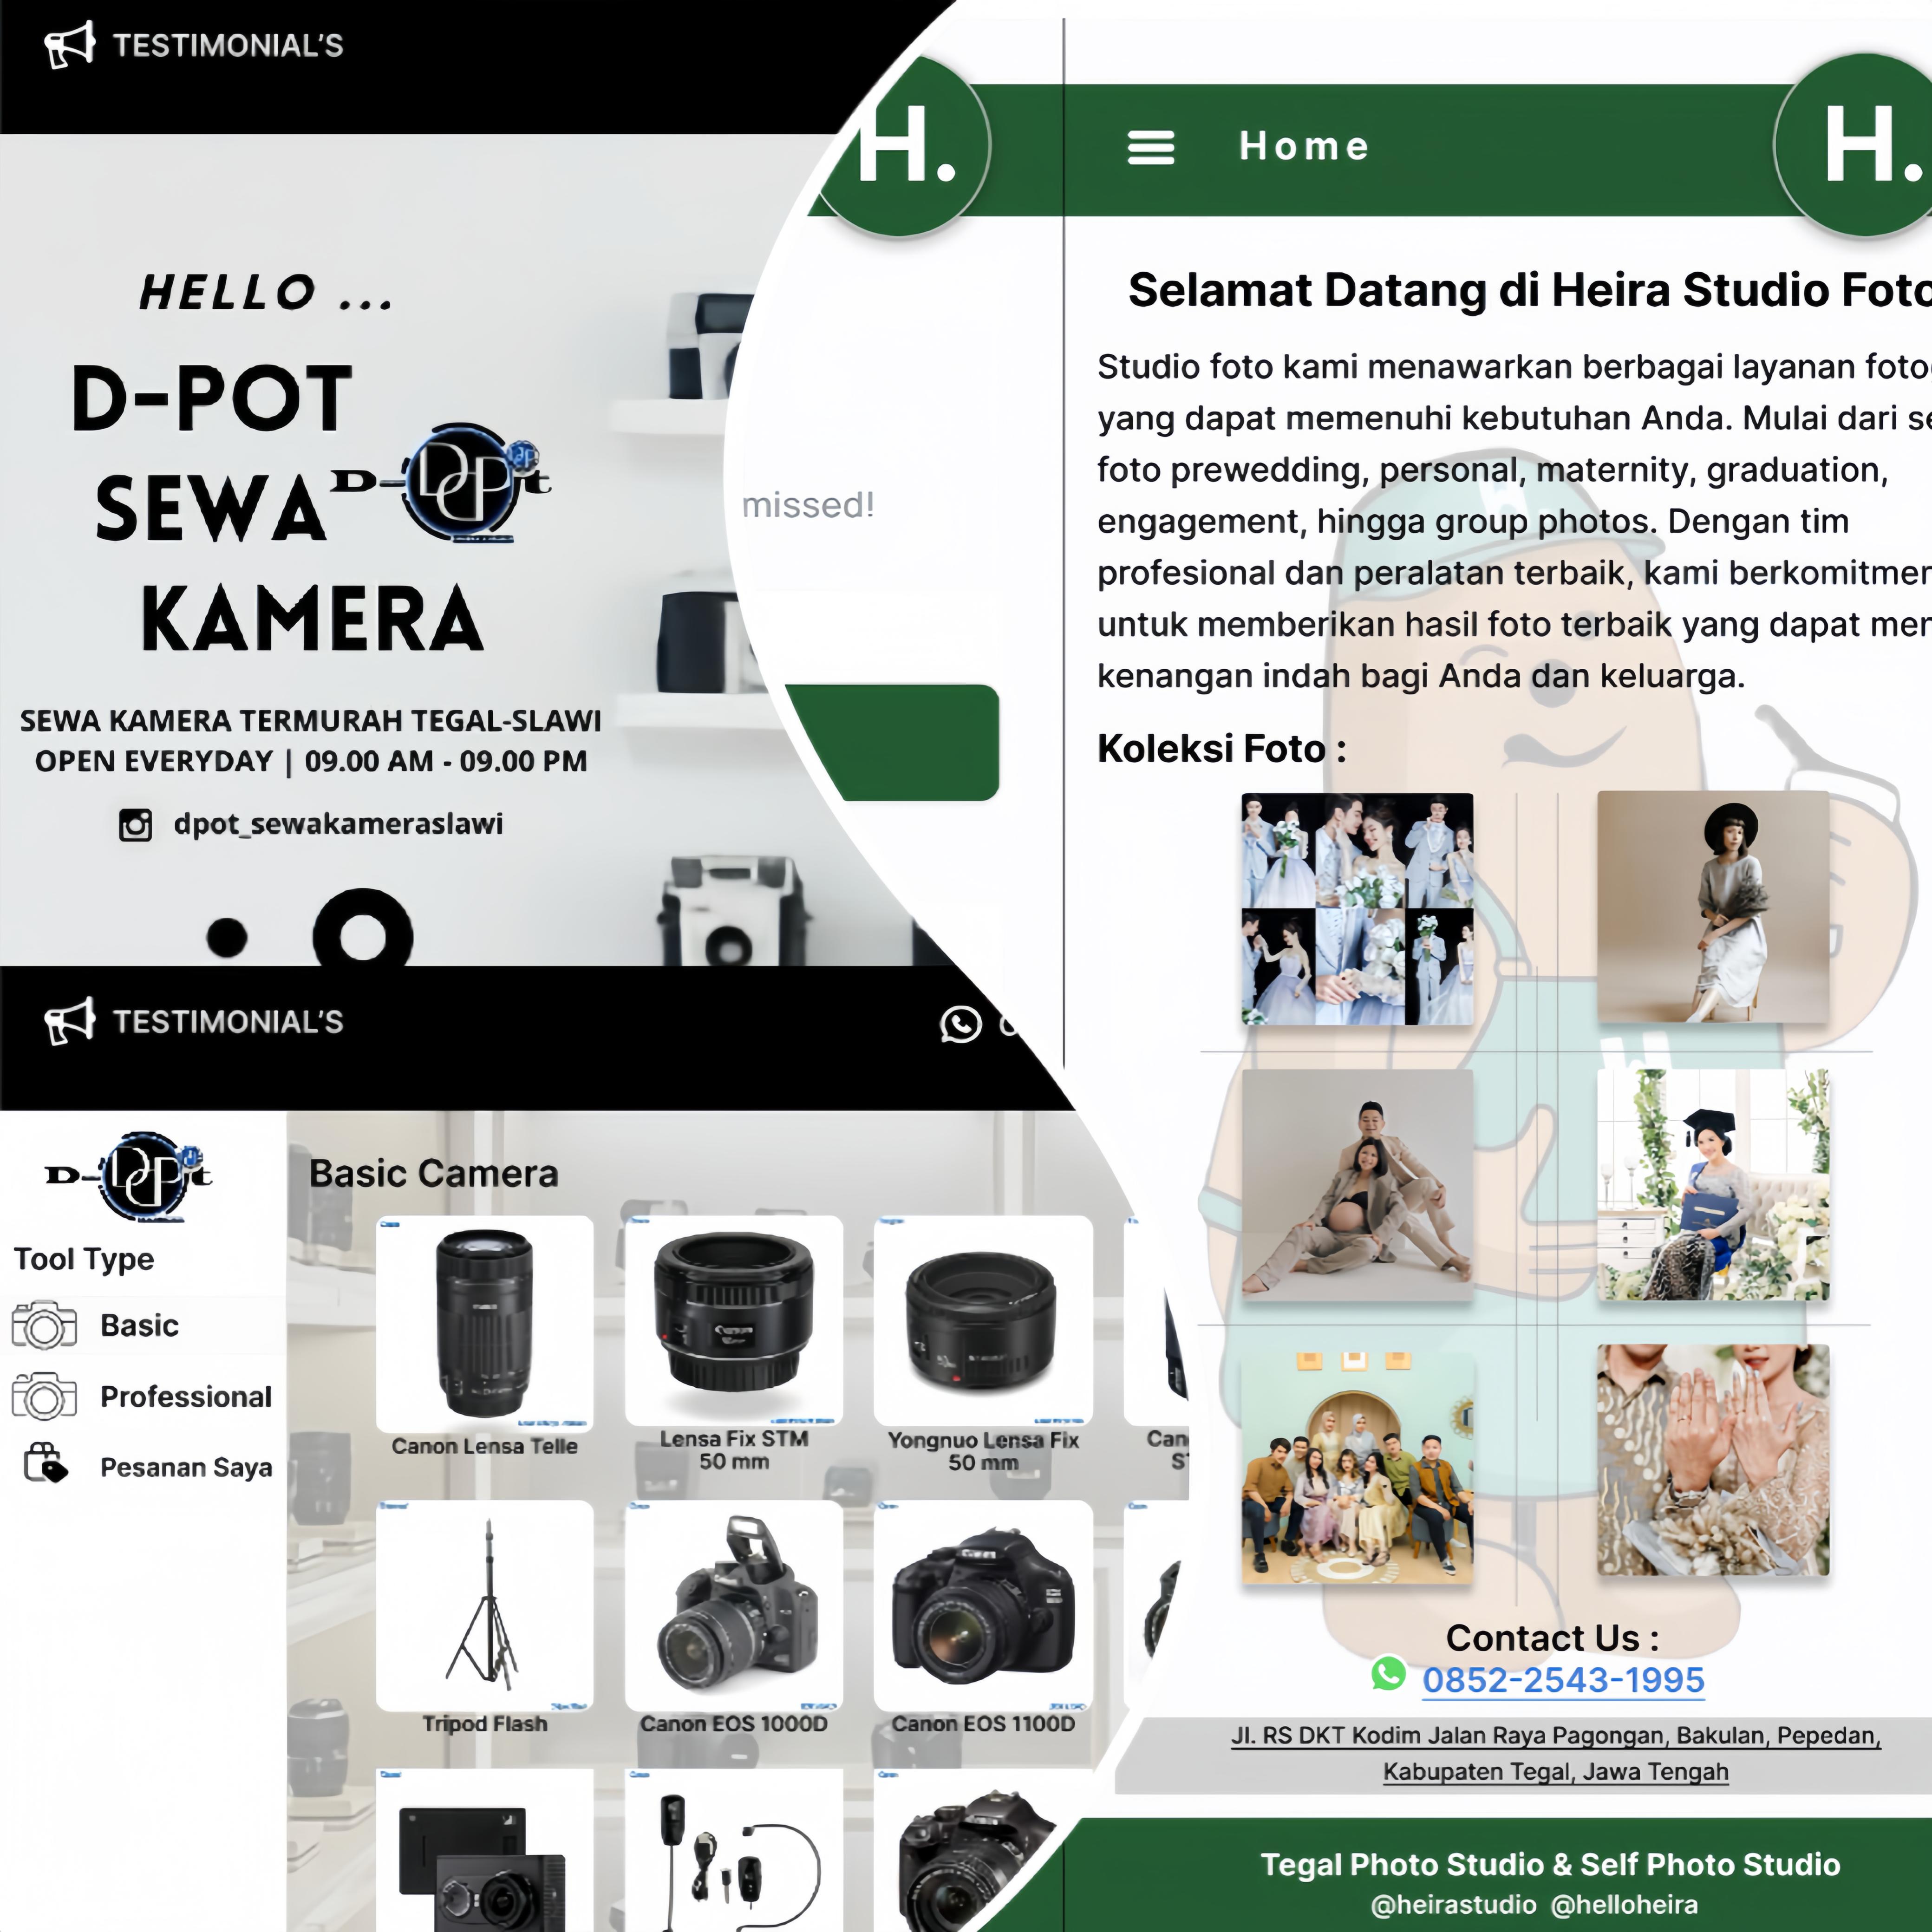 TESTIMONIAL'S
HELLO ...
D-POT
SEWA
KAMERA
SEWA KAMERA TERMURAH TEGAL-SLAWI
OPEN EVERYDAY | 09.00 AM - 09.00 PM
dpot_sewakameraslawi
TESTIMONIAL'S
Tool Type
Basic
Professional
Pesanan Saya
Basic Camera
Canon Lensa Telle
Lensa Fix STM
50 mm
Yongnuo Lensa Fix
50 mm
Tripod Flash
Canon EOS 1000D
Canon EOS 1100D
H.
missed!
Home
H.
Selamat Datang di Heira Studio Foto
Studio foto kami menawarkan berbagai layanan foto
yang dapat memenuhi kebutuhan Anda. Mulai dari
foto prewedding, personal, maternity, graduation,
engagement, hingga group photos. Dengan tim
profesional dan peralatan terbaik, kami
untuk memberikan hasil foto terbaik yang dapat
kenangan indah bagi Anda dan keluarga.
Koleksi Foto :
Contact Us :
0852-2543-1995
Jl. RS DKT Kodim Jalan Raya Pagongan, Bakulan, Pepedan,
Kabupaten Tegal, Jawa Tengah
Tegal Photo Studio & Self Photo Studio
@heirastudio @helloheira